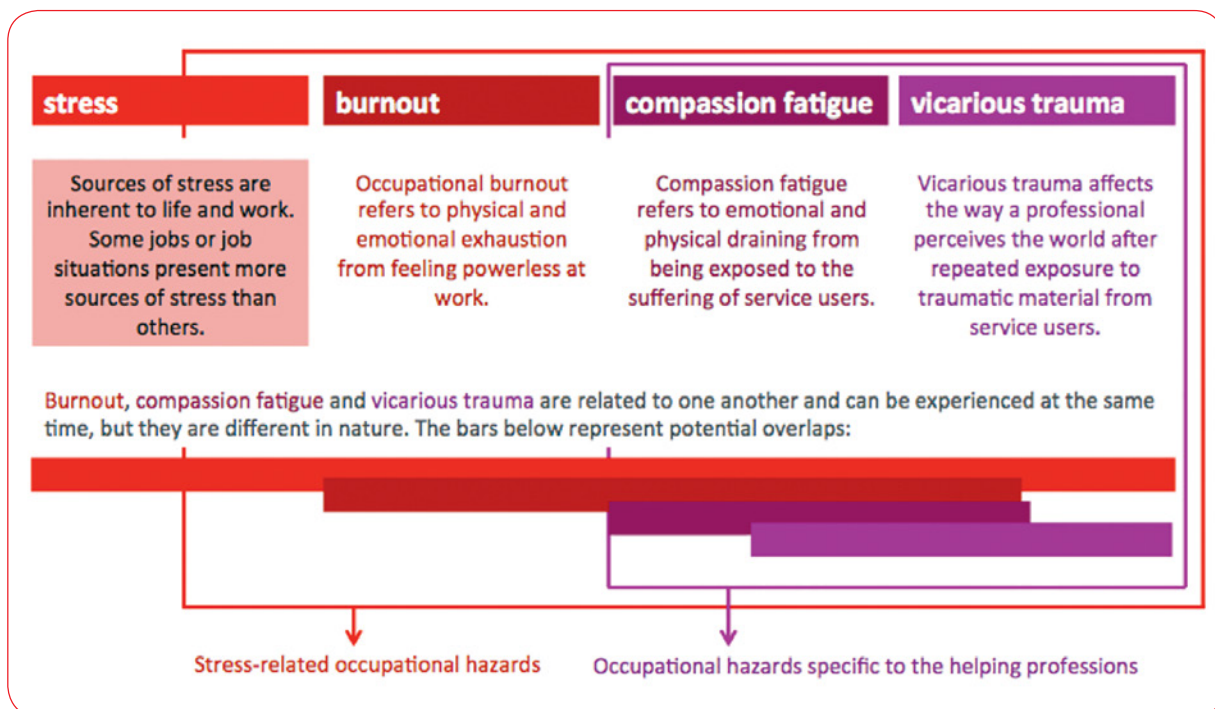 stress
burnout
compassion fatigue
vicarious trauma
Sources of stress are
inherent to life and work.
Some jobs or job
situations present more
sources of stress than
others.
Occupational burnout
refers to physical and
emotional exhaustion
from feeling powerless at
work.
Compassion fatigue
refers to emotional and
physical draining from
being exposed to the
suffering of service users.
Vicarious trauma affects
the way a professional
perceives the world after
repeated exposure to
traumatic material from
service users.
Burnout, compassion fatigue and vicarious trauma are related to one another and can be experienced at the same
time, but they are different in nature. The bars below represent potential overlaps:
Stress-related occupational hazards
Occupational hazards specific to the helping professions